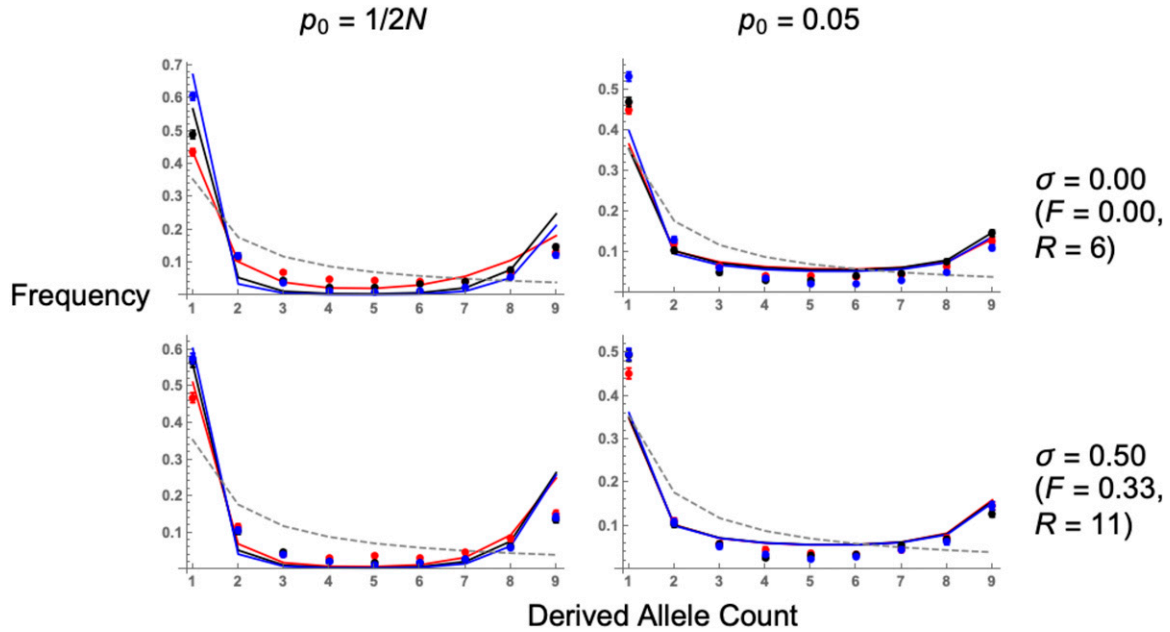 p₀ = 1/2N
p₀ = 0.05
0.7
0.6
0.5
0.4
0.3
0.2
0.1
1 2 3 4 5 6 7 8 9
0.5
0.4
0.3
0.2
0.1
1 2 3 4 5 6 7 8 9
σ = 0.00
(F = 0.00,
R = 6)
Frequency
0.6
0.5
0.4
0.3
0.2
0.1
1 2 3 4 5 6 7 8 9
0.5
0.4
0.3
0.2
0.1
1 2 3 4 5 6 7 8 9
σ = 0.50
(F = 0.33,
R = 11)
Derived Allele Count